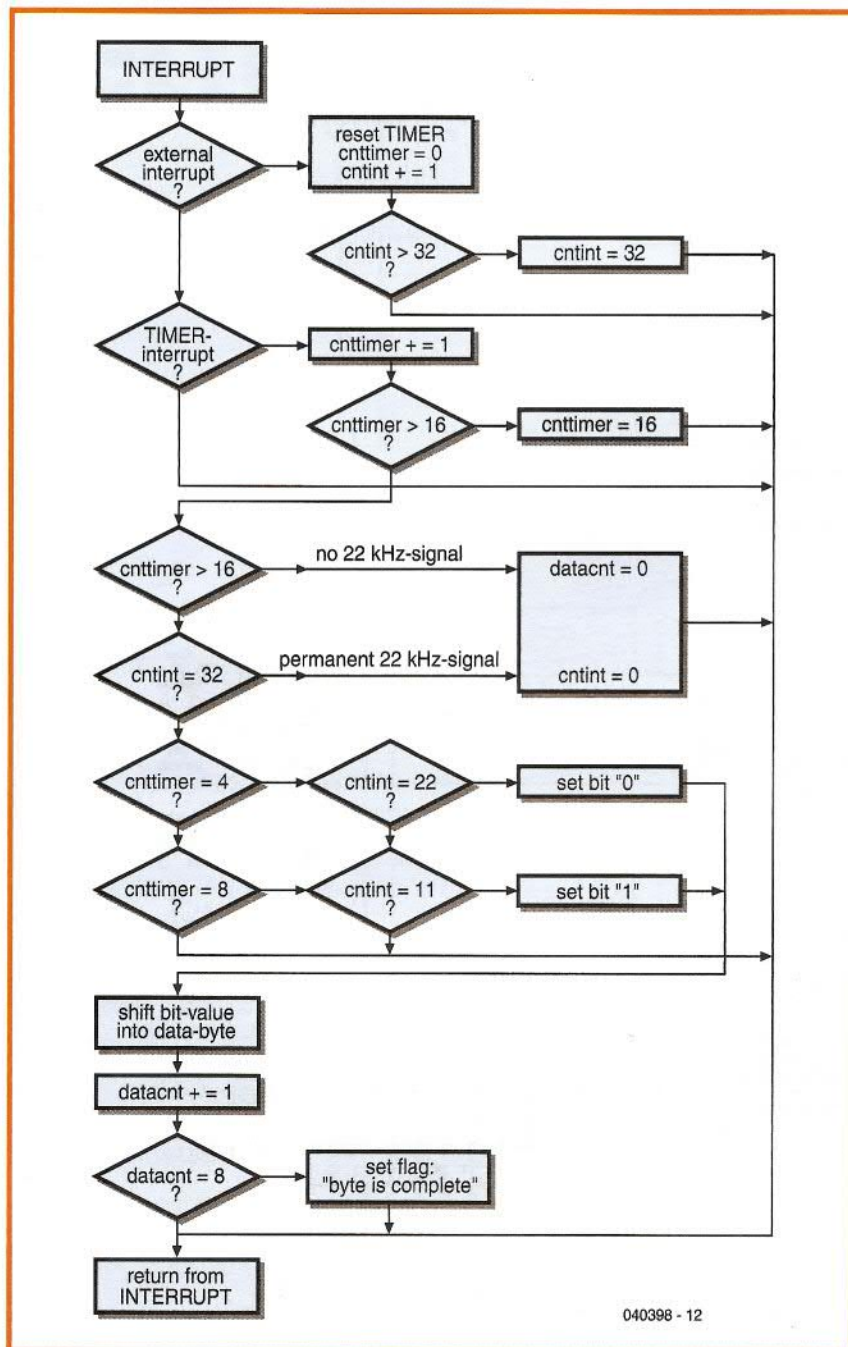 INTERRUPT
external
interrupt
?
reset TIMER
cnttimer = 0
cntint + = 1
cntint > 32
?
cntint = 32
TIMER-
interrupt
?
cnttimer + = 1
cnttimer > 16
?
cnttimer = 16
cnttimer > 16
?
no 22 kHz-signal
datacnt = 0
cntint = 32
?
permanent 22 kHz-signal
cntint = 0
cnttimer = 4
?
cntint = 22
?
set bit "0"
cnttimer = 8
?
cntint = 11
?
set bit "1"
shift bit-value
into data-byte
datacnt + = 1
datacnt = 8
?
set flag:
"byte is complete"
return from
INTERRUPT
040398 - 12